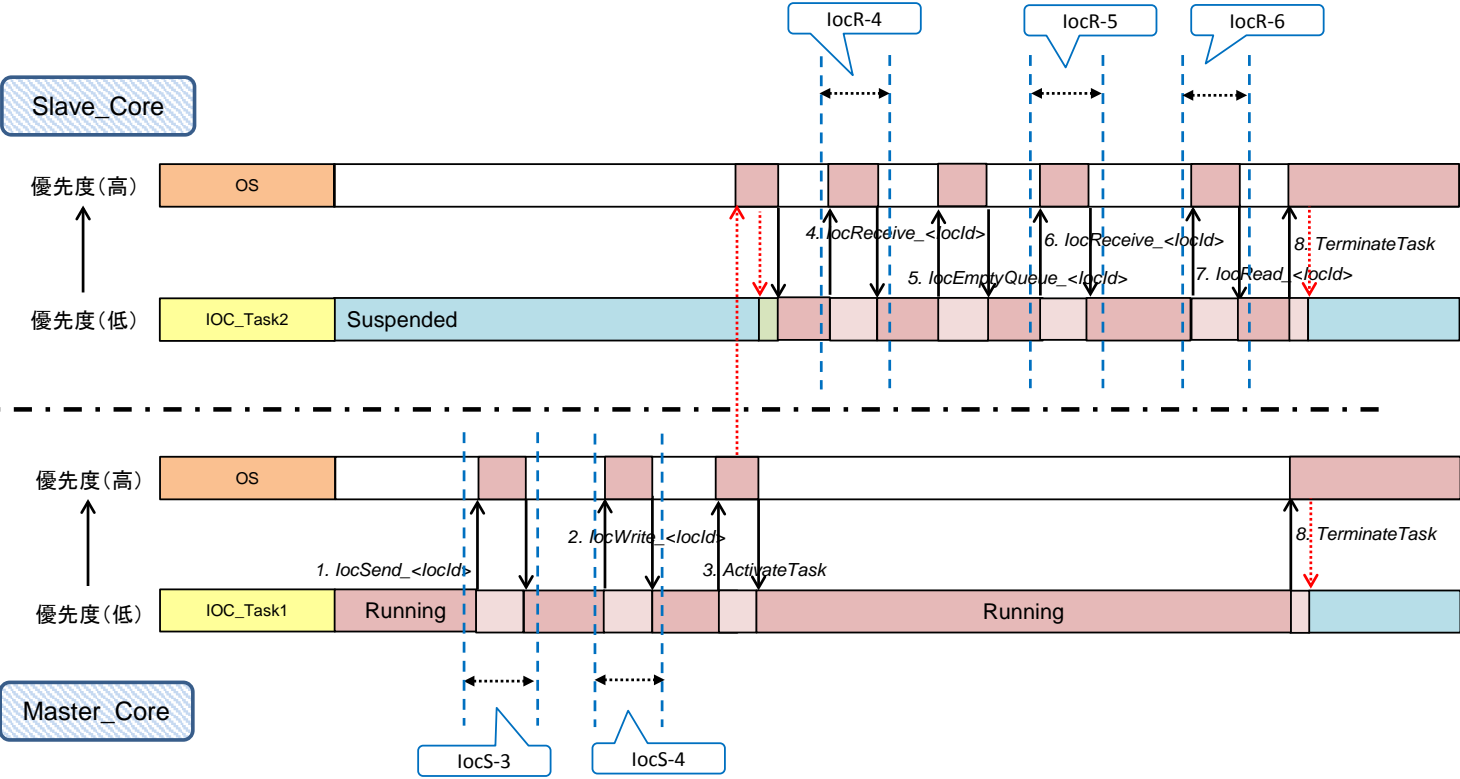 IocR-4
IocR-5
IocR-6
Slave_Core
優先度(高)
OS
4. IocReceive_<IocId>
6. IocReceive_<IocId>
8. TerminateTask
5. IocEmptyQueue_<IocId>
7. IocRead_<IocId>
優先度(低)
IOC_Task2
Suspended
優先度(高)
OS
2. IocWrite_<IocId>
8. TerminateTask
1. IocSend_<IocId>
3. ActivateTask
優先度(低)
IOC_Task1
Running
Running
Master_Core
IocS-3
IocS-4